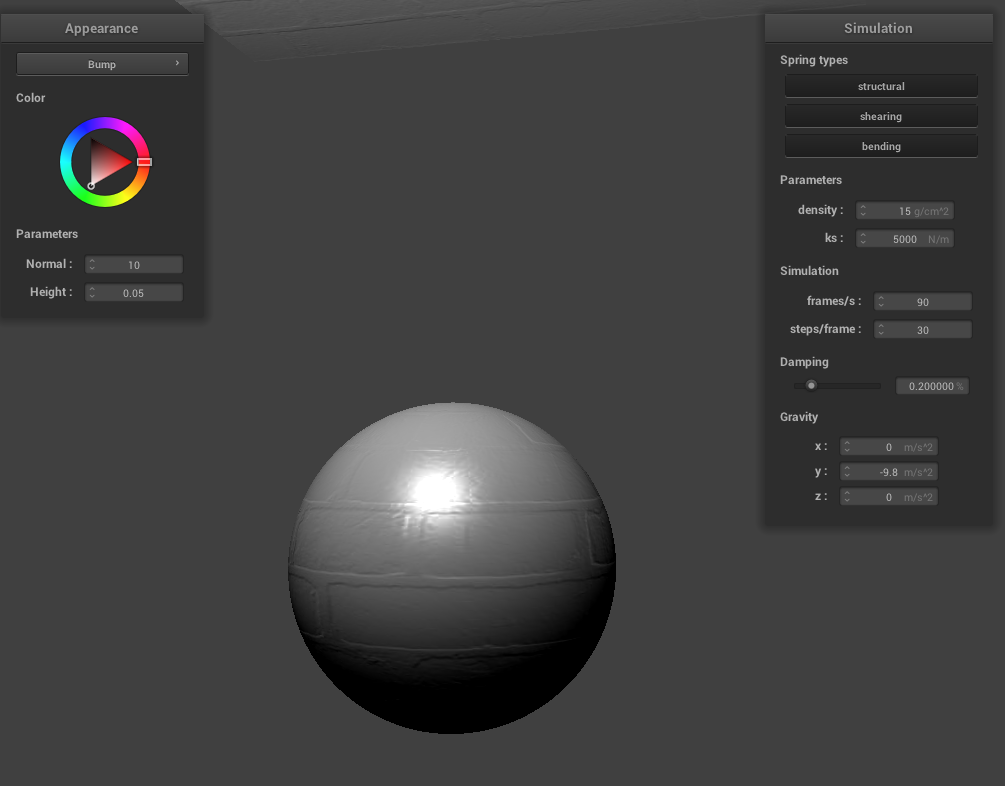 Appearance
Bump
Color
Parameters
Normal :
10
Height :
0.05
Simulation
Spring types
structural
shearing
bending
Parameters
density :
15 g/cm^2
ks :
5000 N/m
Simulation
frames/s :
90
steps/frame :
30
Damping
0.200000 %
Gravity
x :
0 m/s^2
y :
-9.8 m/s^2
z :
0 m/s^2